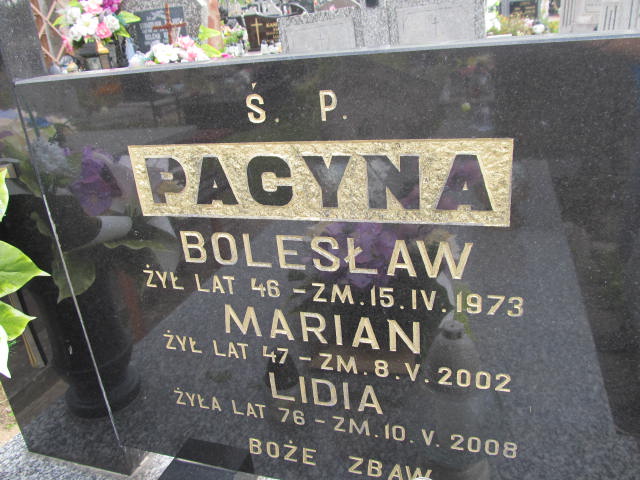 Ś. P.
PACYNA
BOLESŁAW
ŻYŁ LAT 46 - ZM. 15. IV. 1973
MARIAN
ŻYŁ LAT 47 - ZM. 8. V. 2002
LIDIA
ŻYŁA LAT 76 - ZM. 10. V. 2008
BOŻE ZBAW